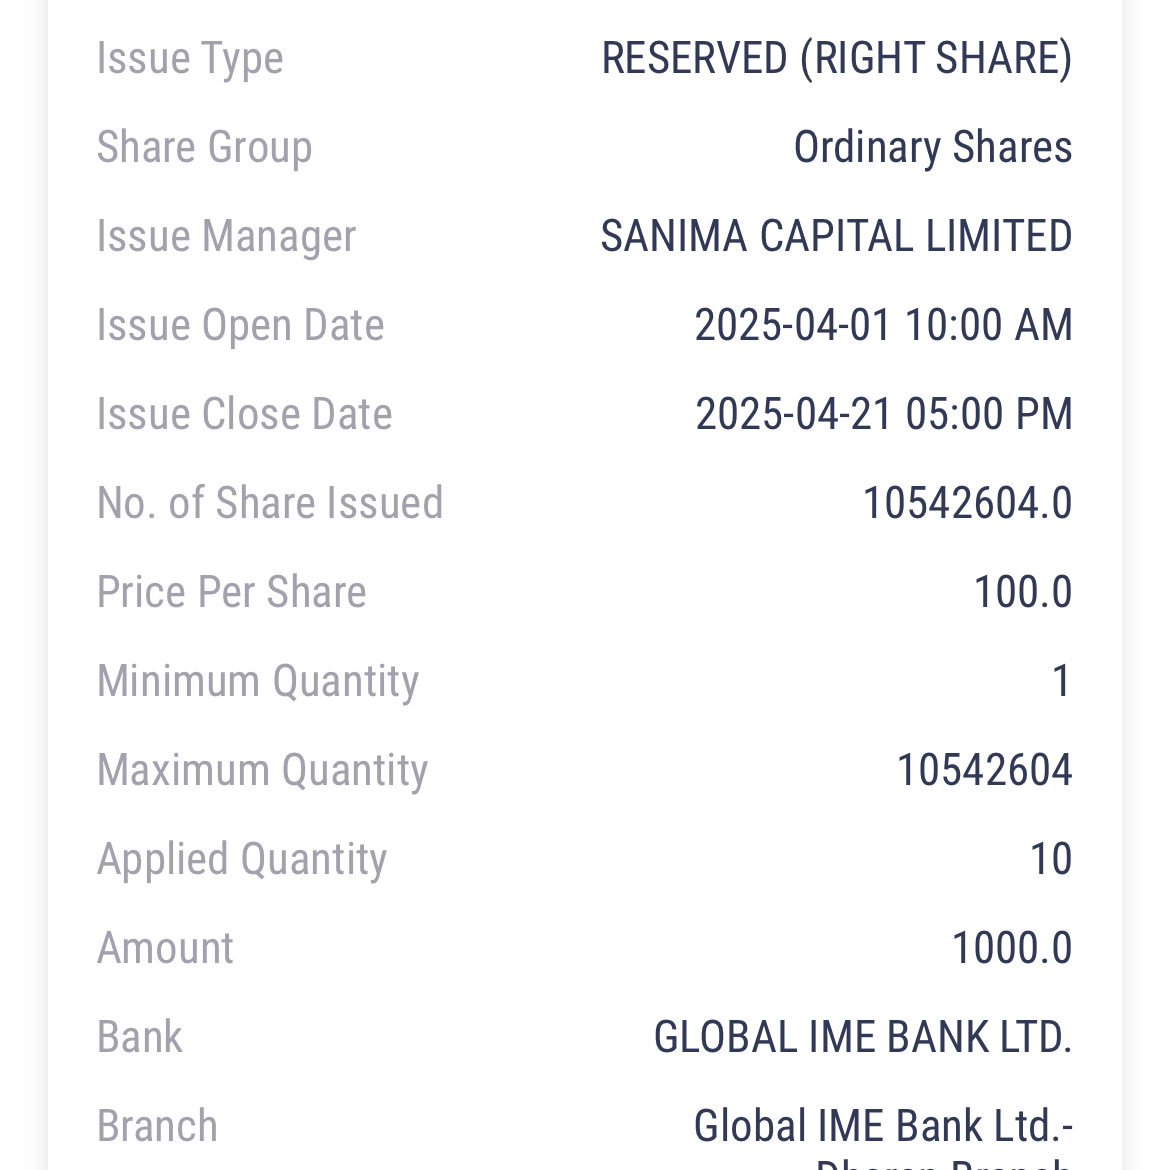 Issue Type RESERVED (RIGHT SHARE)
Share Group Ordinary Shares
Issue Manager SANIMA CAPITAL LIMITED
Issue Open Date 2025-04-01 10:00 AM
Issue Close Date 2025-04-21 05:00 PM
No. of Share Issued 10542604.0
Price Per Share 100.0
Minimum Quantity 1
Maximum Quantity 10542604
Applied Quantity 10
Amount 1000.0
Bank GLOBAL IME BANK LTD.
Branch Global IME Bank Ltd.-